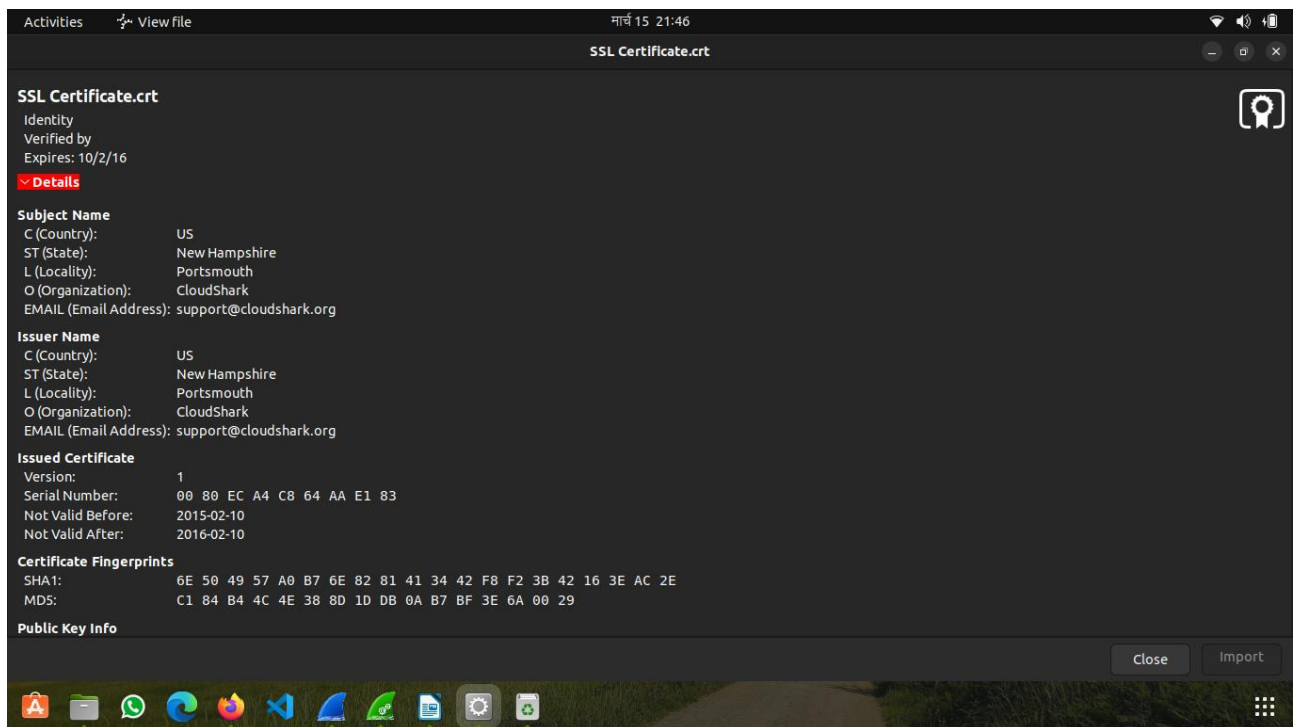 Activities View file मार्च 15 21:46
SSL Certificate.crt
SSL Certificate.crt
Identity
Verified by
Expires: 10/2/16
Details
Subject Name
C (Country): US
ST (State): New Hampshire
L (Locality): Portsmouth
O (Organization): CloudShark
EMAIL (Email Address): support@cloudshark.org
Issuer Name
C (Country): US
ST (State): New Hampshire
L (Locality): Portsmouth
O (Organization): CloudShark
EMAIL (Email Address): support@cloudshark.org
Issued Certificate
Version: 1
Serial Number: 00 80 EC A4 C8 64 AA E1 83
Not Valid Before: 2015-02-10
Not Valid After: 2016-02-10
Certificate Fingerprints
SHA1: 6E 50 49 57 A0 B7 6E 82 81 41 34 42 F8 F2 3B 42 16 3E AC 2E
MD5: C1 84 B4 4C 4E 38 8D 1D DB 0A B7 BF 3E 6A 00 29
Public Key Info
Close Import